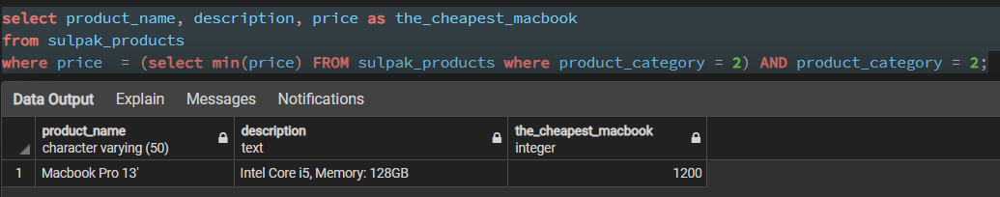 select product_name, description, price as the_cheapest_macbook
from sulpak_products
where price  = (select min(price) FROM sulpak_products where product_category = 2) AND product_category = 2;
Data Output Explain Messages Notifications
product_name description the_cheapest_macbook
character varying (50) text integer
1 Macbook Pro 13' Intel Core i5, Memory: 128GB 1200